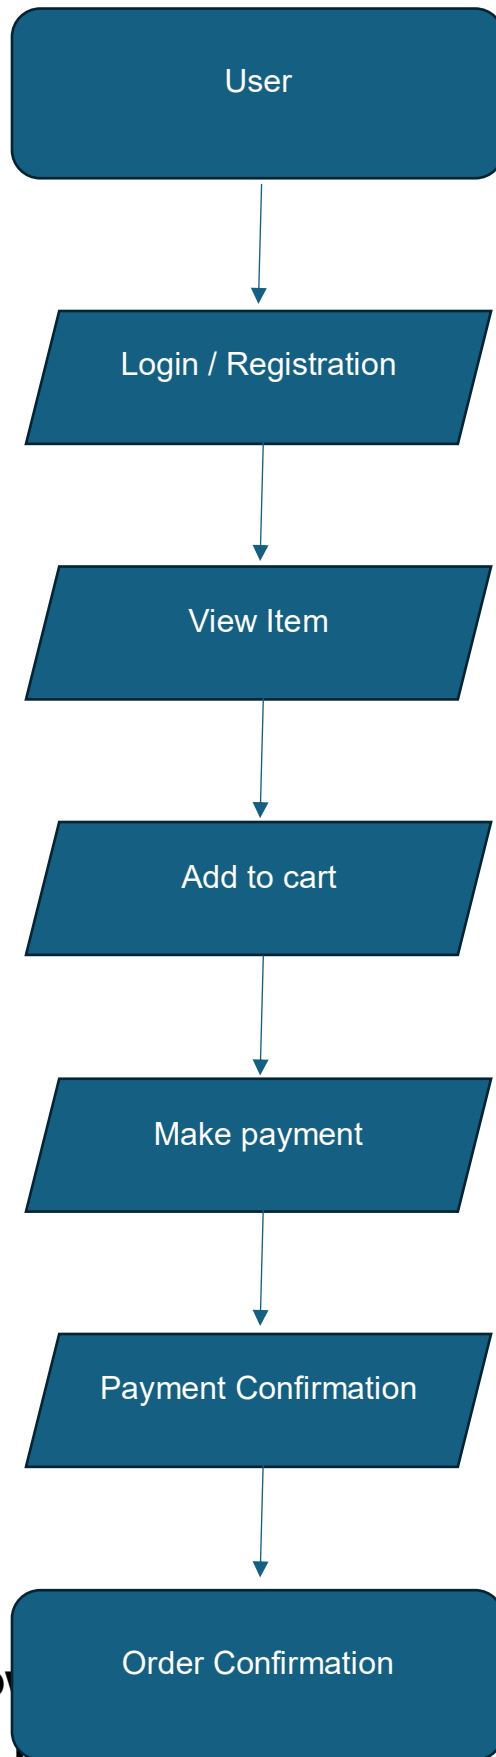 User
Login / Registration
View Item
Add to cart
Make payment
Payment Confirmation
Order Confirmation